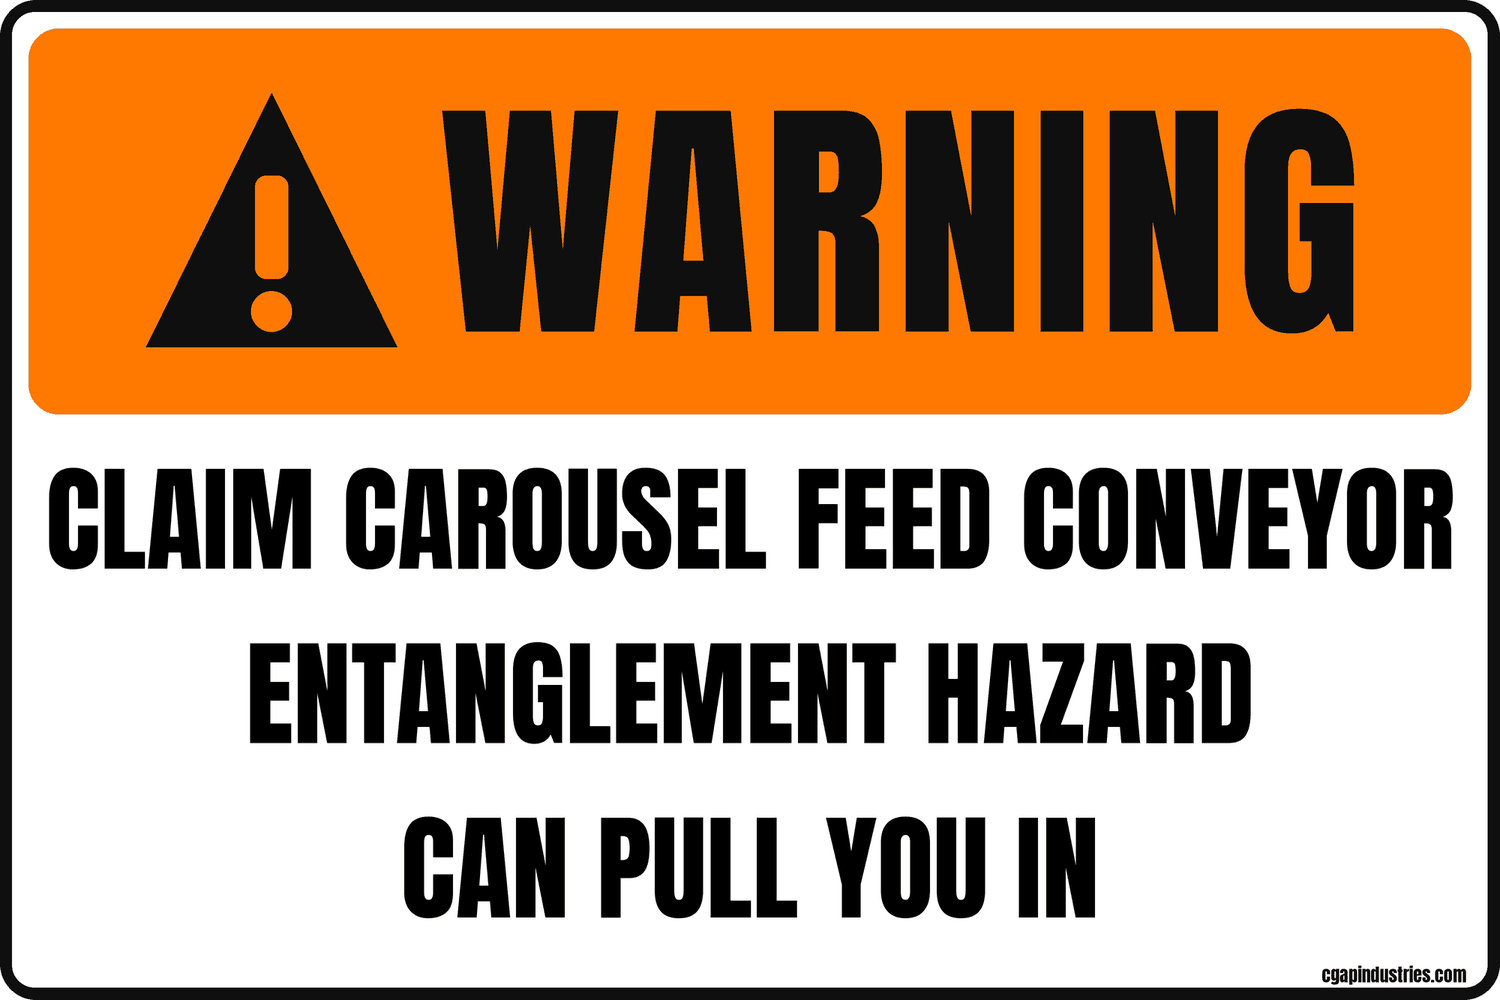 WARNING
CLAIM CAROUSEL FEED CONVEYOR
ENTANGLEMENT HAZARD
CAN PULL YOU IN
cgapindustries.com